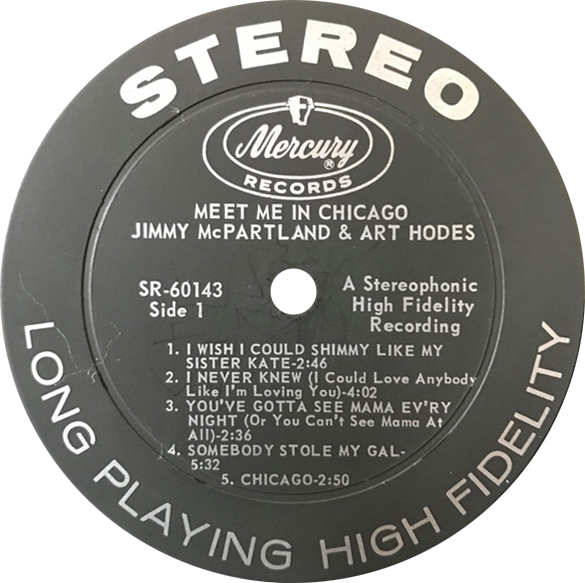 STEREO
Mercury®
RECORDS
MEET ME IN CHICAGO
JIMMY McPARTLAND & ART HODES
SR-60143
Side 1
A Stereophonic
High Fidelity
Recording
1. I WISH I COULD SHIMMY LIKE MY
SISTER KATE-2:46
2. I NEVER KNEW (I Could Love Anybody
Like I'm Loving You)-4:02
3. YOU'VE GOTTA SEE MAMA EV'RY
NIGHT (Or You Can't See Mama At
All)-2:36
4. SOMEBODY STOLE MY GAL-
5:32
5. CHICAGO-2:50
LONG PLAYING HIGH FIDELITY